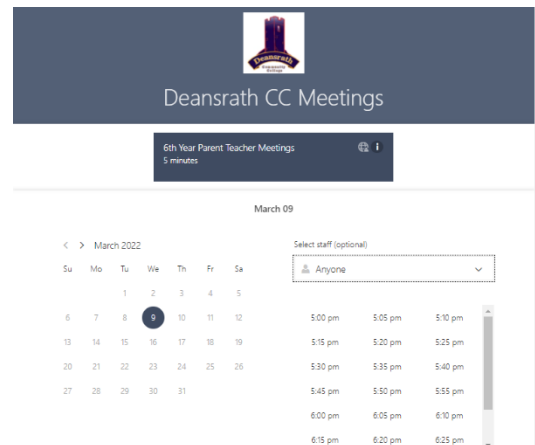 Deansrath
Community
College
Deansrath CC Meetings
6th Year Parent Teacher Meetings
5 minutes
March 09
March 2022
Su Mo Tu We Th Fr Sa
1 2 3 4 5
6 7 8 9 10 11 12
13 14 15 16 17 18 19
20 21 22 23 24 25 26
27 28 29 30 31
Select staff (optional)
Anyone
5:00 pm 5:05 pm 5:10 pm
5:15 pm 5:20 pm 5:25 pm
5:30 pm 5:35 pm 5:40 pm
5:45 pm 5:50 pm 5:55 pm
6:00 pm 6:05 pm 6:10 pm
6:15 pm 6:20 pm 6:25 pm